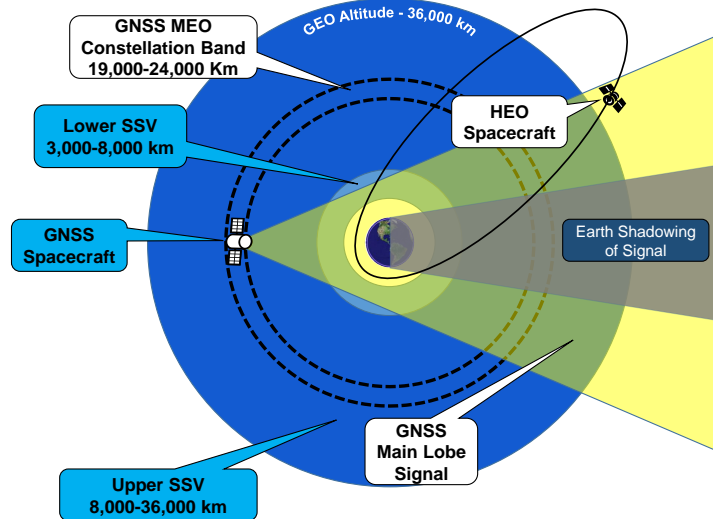 GEO Altitude - 36,000 km
GNSS MEO
Constellation Band
19,000-24,000 Km
HEO
Spacecraft
Lower SSV
3,000-8,000 km
GNSS
Spacecraft
Earth Shadowing
of Signal
GNSS
Main Lobe
Signal
Upper SSV
8,000-36,000 km